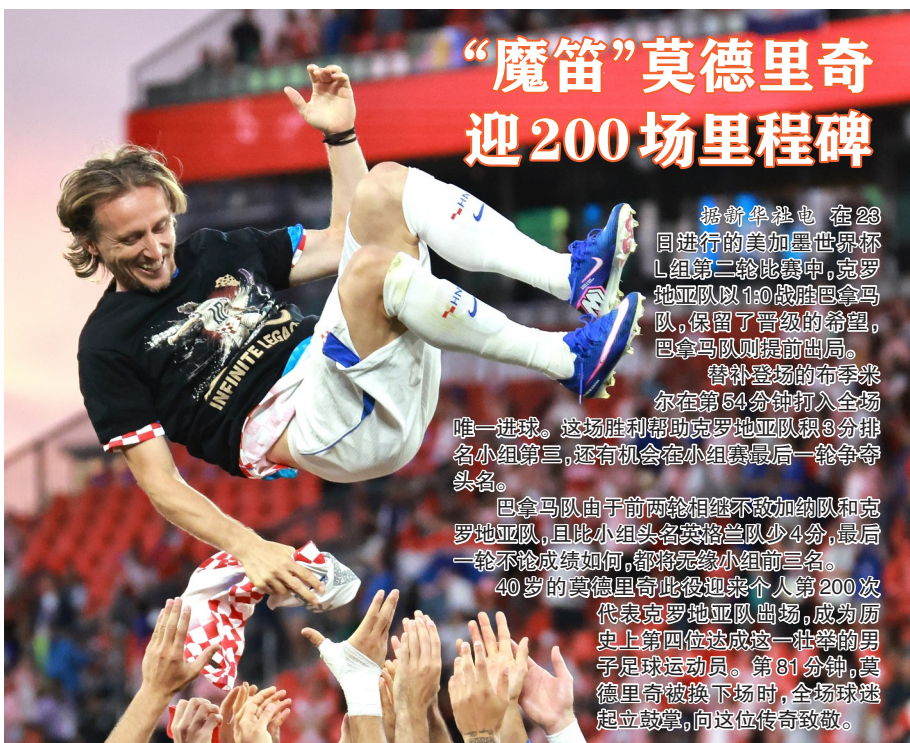 “魔笛”莫德里奇
迎200场里程碑
据新华社电 在23
日进行的美加墨世界杯
L组第二轮比赛中,克罗
地亚队以1:0战胜巴拿马
队,保留了晋级的希望,
巴拿马队则提前出局。
替补登场的布季米
尔在第54分钟打入全场
唯一进球。这场胜利帮助克罗地亚队积3分排
名小组第三,还有机会在小组赛最后一轮争夺
头名。
巴拿马队由于前两轮相继不敌加纳队和克
罗地亚队,且比小组头名英格兰队少4分,最后
一轮不论成绩如何,都将无缘小组前三名。
40岁的莫德里奇此役迎来个人第200次
代表克罗地亚队出场,成为历
史上第四位达成这一壮举的男
子足球运动员。第81分钟,莫
德里奇被换下场时,全场球迷
起立鼓掌,向这位传奇致敬。
INFINITE LEGAC
HN
HN